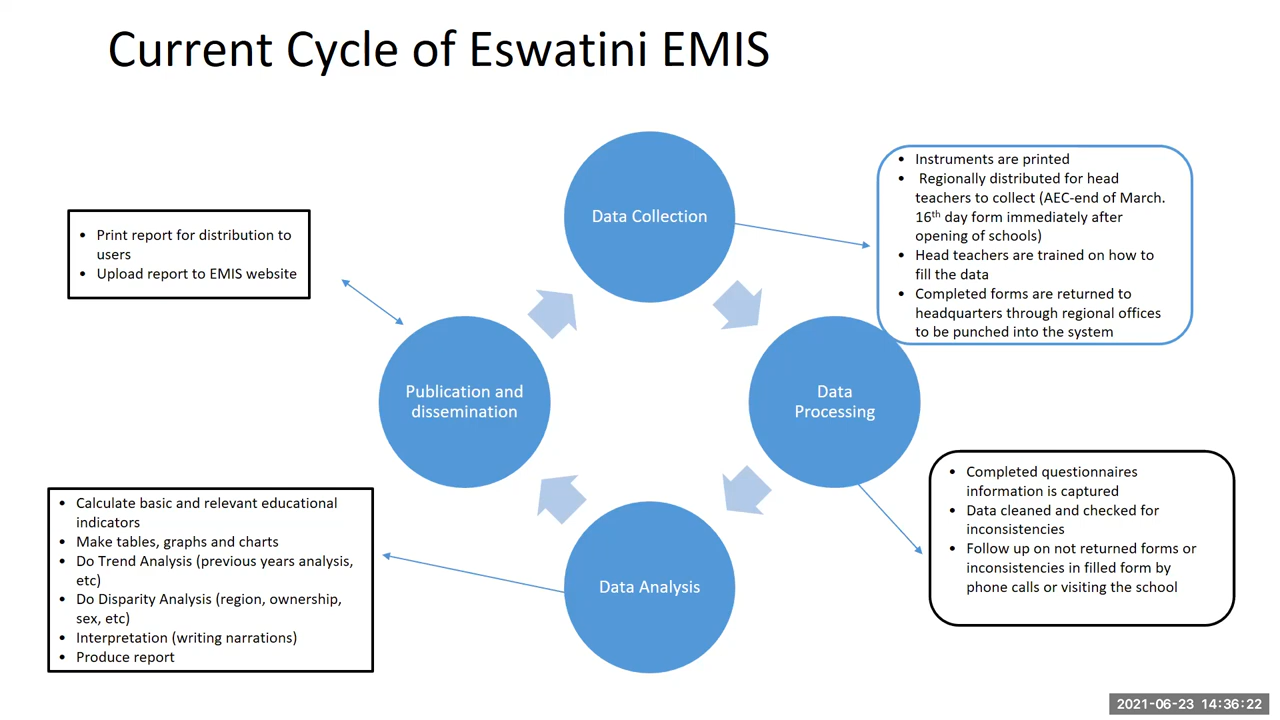 Current Cycle of Eswatini EMIS
Data Collection
• Instruments are printed
• Regionally distributed for head
teachers to collect (AEC-end of March.
16th day form immediately after
opening of schools)
• Head teachers are trained on how to
fill the data
• Completed forms are returned to
headquarters through regional offices
to be punched into the system
Data
Processing
• Completed questionnaires
information is captured
• Data cleaned and checked for
inconsistencies
• Follow up on not returned forms or
inconsistencies in filled form by
phone calls or visiting the school
Data Analysis
• Calculate basic and relevant educational
indicators
• Make tables, graphs and charts
• Do Trend Analysis (previous years analysis,
etc)
• Do Disparity Analysis (region, ownership,
sex, etc)
• Interpretation (writing narrations)
• Produce report
Publication and
dissemination
• Print report for distribution to
users
• Upload report to EMIS website
2021-06-23 14:36:22